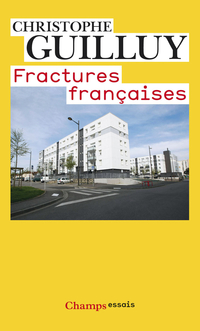 CHRISTOPHE
GUILLUY
Fractures
françaises
Champs essais